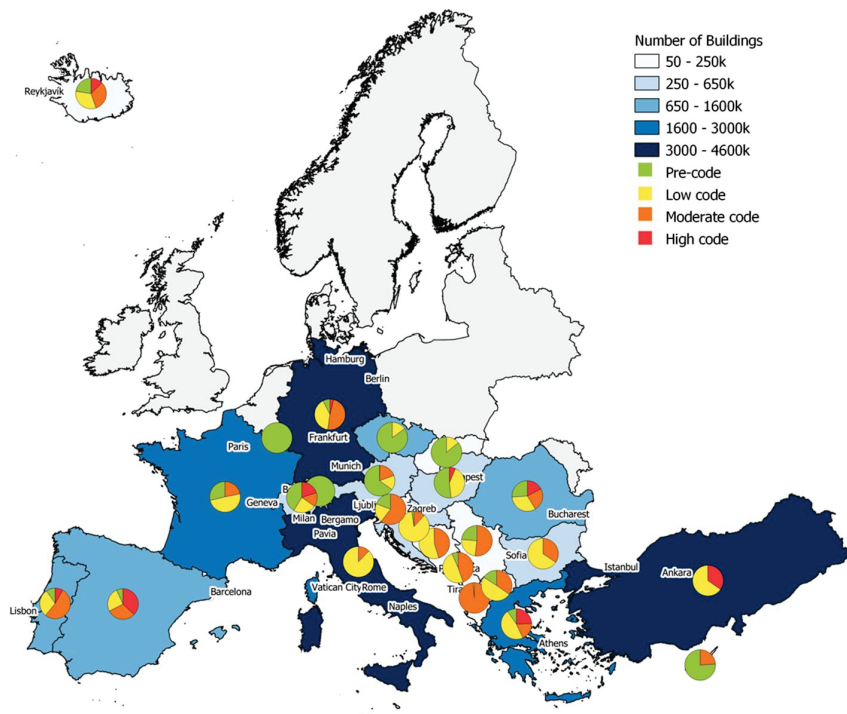 Number of Buildings
50 - 250k
250 - 650k
650 - 1600k
1600 - 3000k
3000 - 4600k
Pre-code
Low code
Moderate code
High code
Reykjavík
Hamburg
Berlin
Paris
Frankfurt
Munich
Geneva
Milan
Bergamo
Zagreb
Pavia
Bucharest
Sofia
Istanbul
Ankara
Barcelona
Lisbon
Vatican City
Rome
Naples
Athens